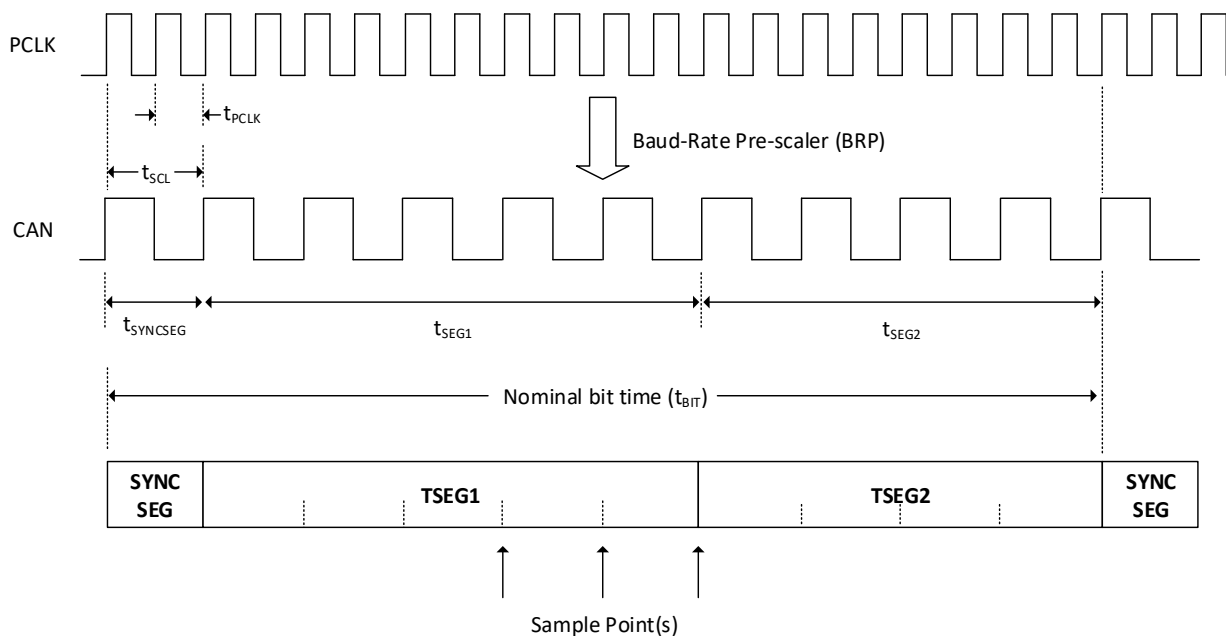 PCLK
tPCLK
Baud-Rate Pre-scaler (BRP)
tSCL
CAN
tSYNCSEG
tSEG1
tSEG2
Nominal bit time (tBIT)
SYNC
SEG
TSEG1
TSEG2
SYNC
SEG
Sample Point(s)